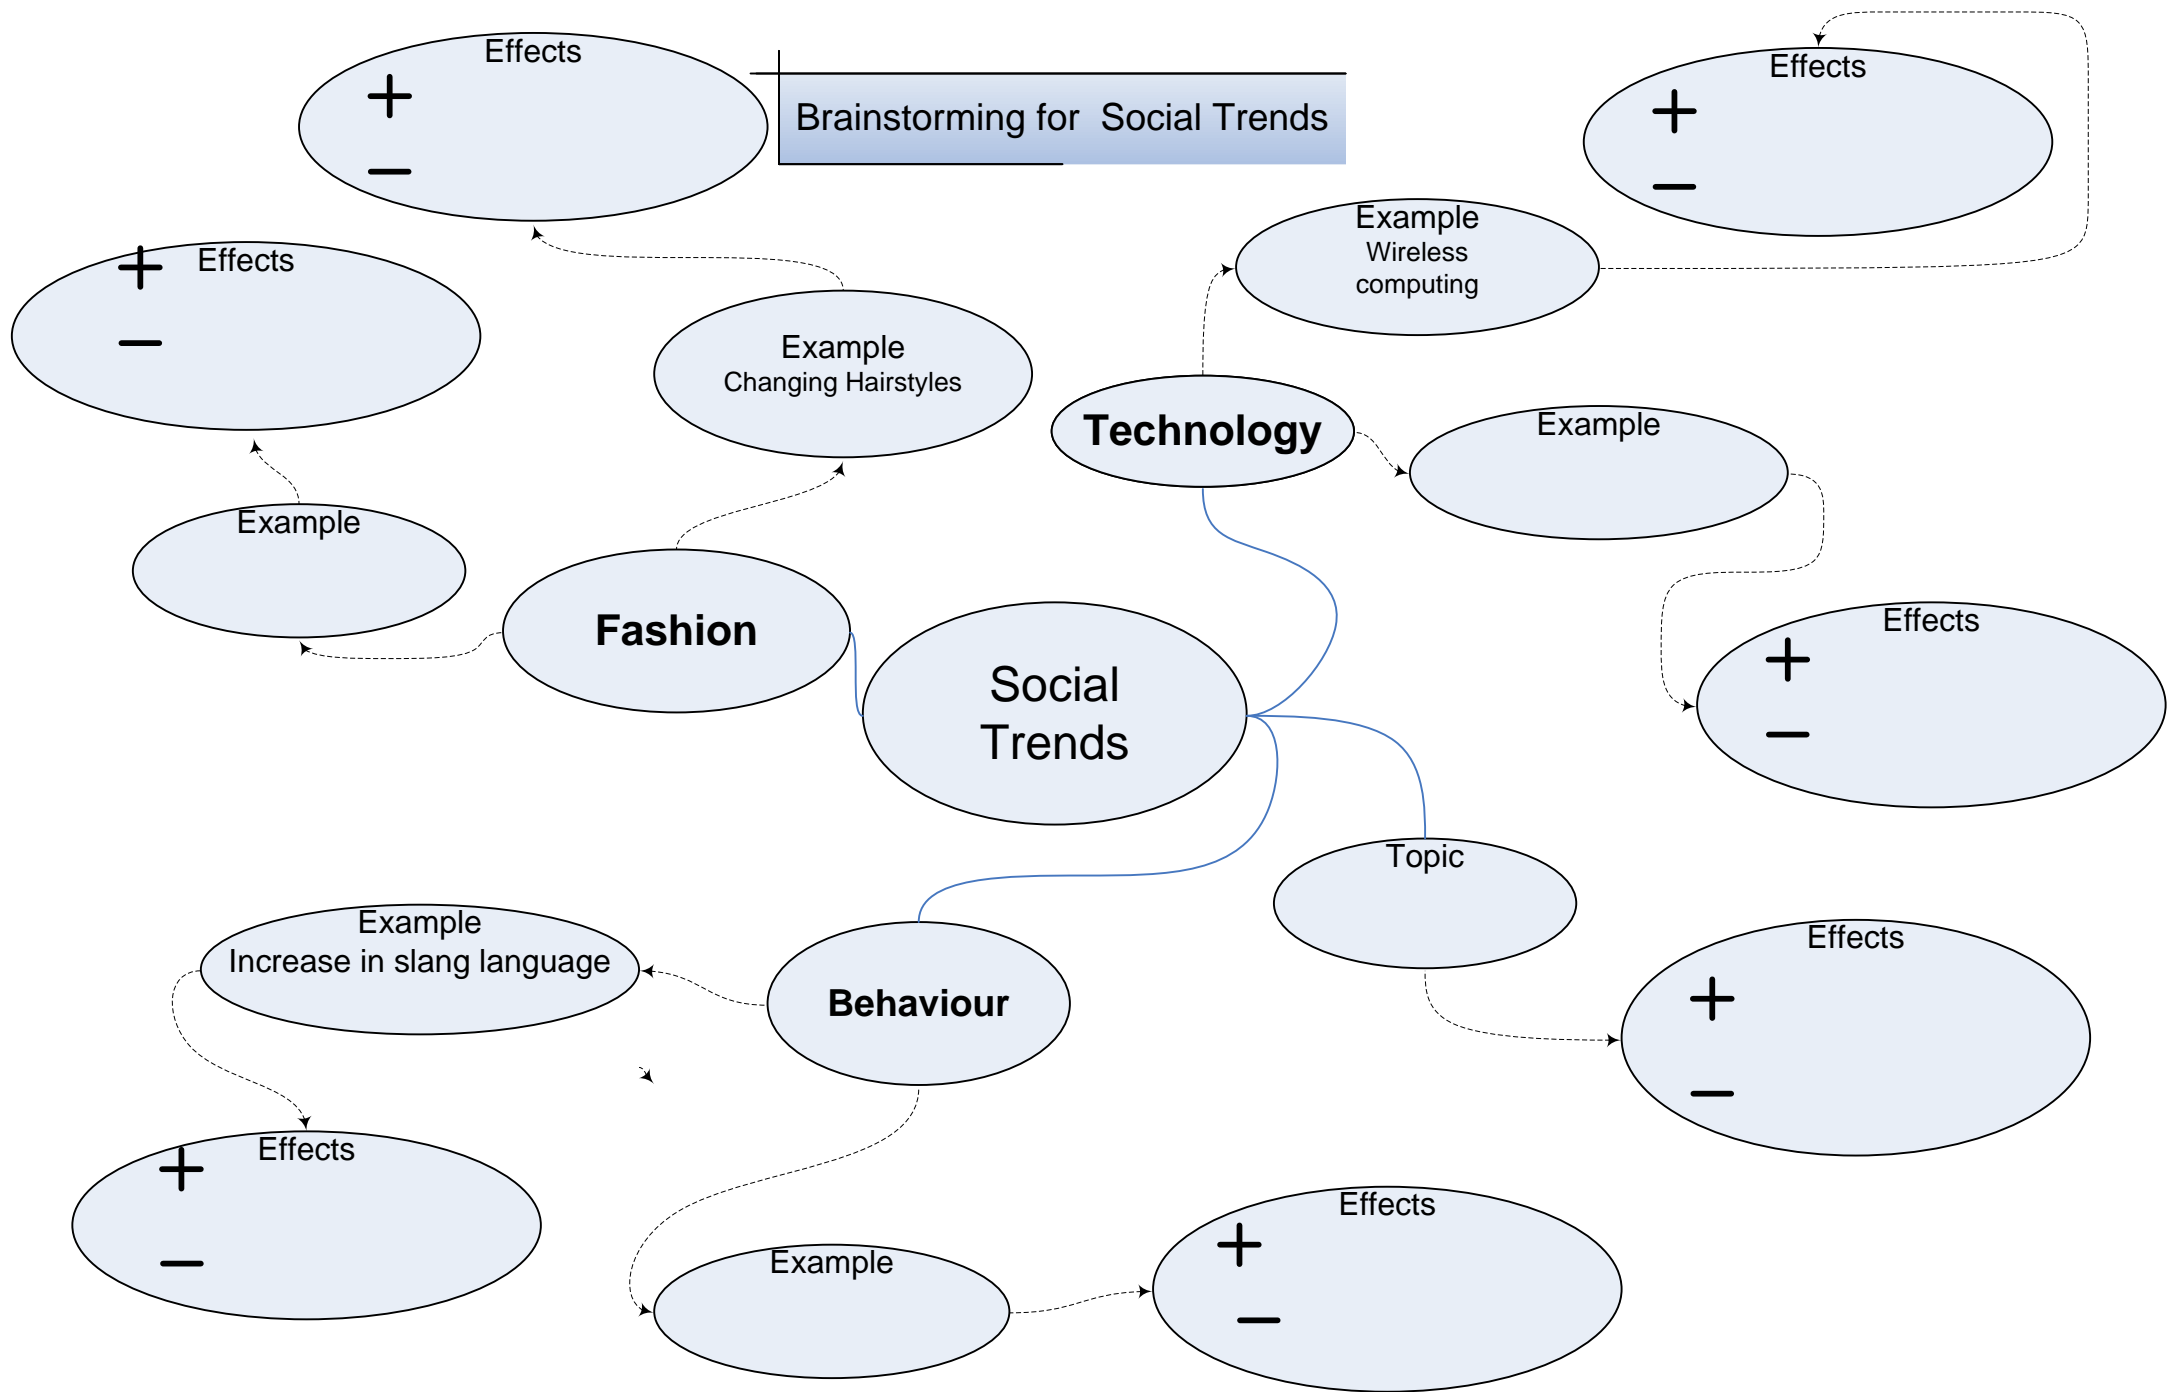 Effects
+
−
Brainstorming for  Social Trends
Effects
+
−
Example
Wireless
computing
Effects
+
−
Example
Changing Hairstyles
Technology
Example
Example
Fashion
Social
Trends
Effects
+
−
Topic
Example
Increase in slang language
Behaviour
Effects
+
−
Effects
+
−
Example
Effects
+
−